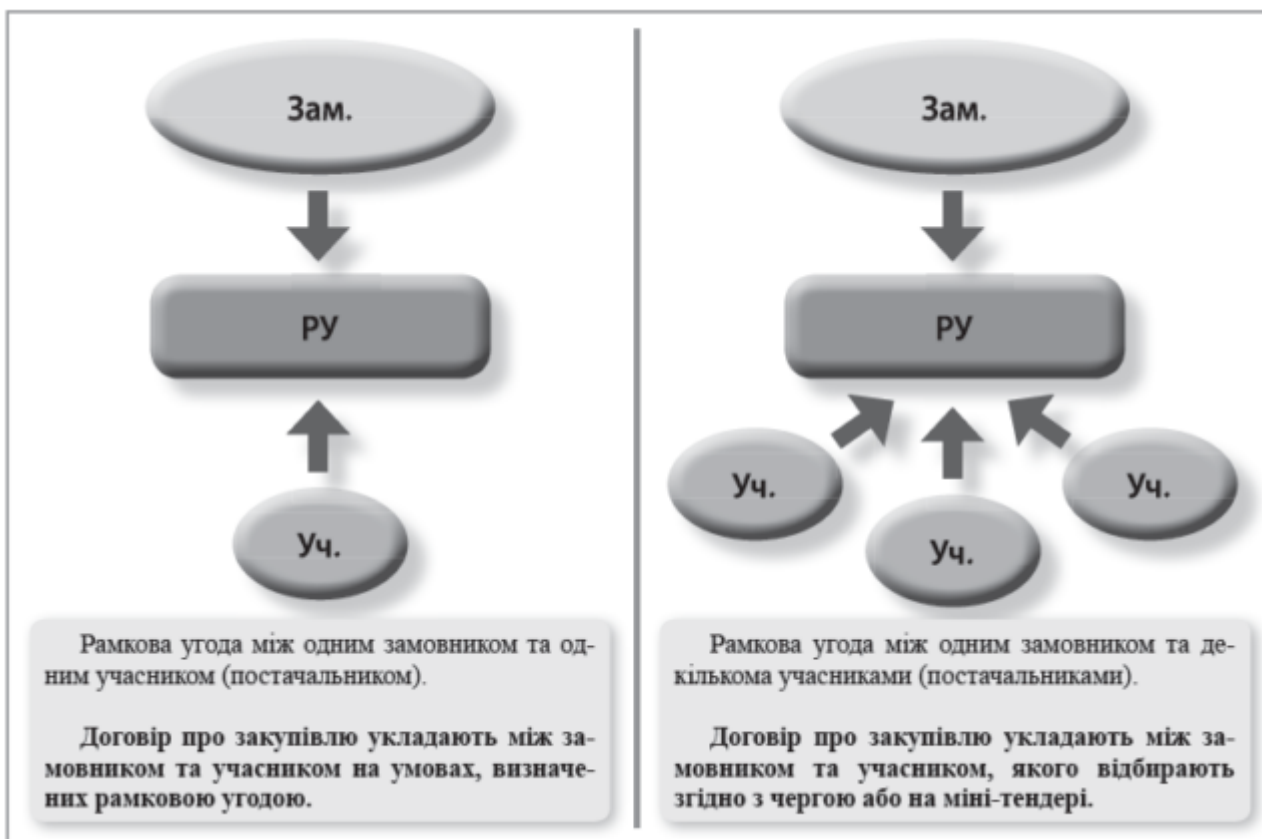 Зам.
РУ
Уч.
Рамкова угода між одним замовником та од-
ним учасником (постачальником).
Договір про закупівлю укладають між за-
мовником та учасником на умовах, визначе-
них рамковою угодою.
Зам.
РУ
Уч.
Уч.
Уч.
Рамкова угода між одним замовником та де-
кількома учасниками (постачальниками).
Договір про закупівлю укладають між за-
мовником та учасником, якого відбирають
згідно з чергою або на міні-тендері.